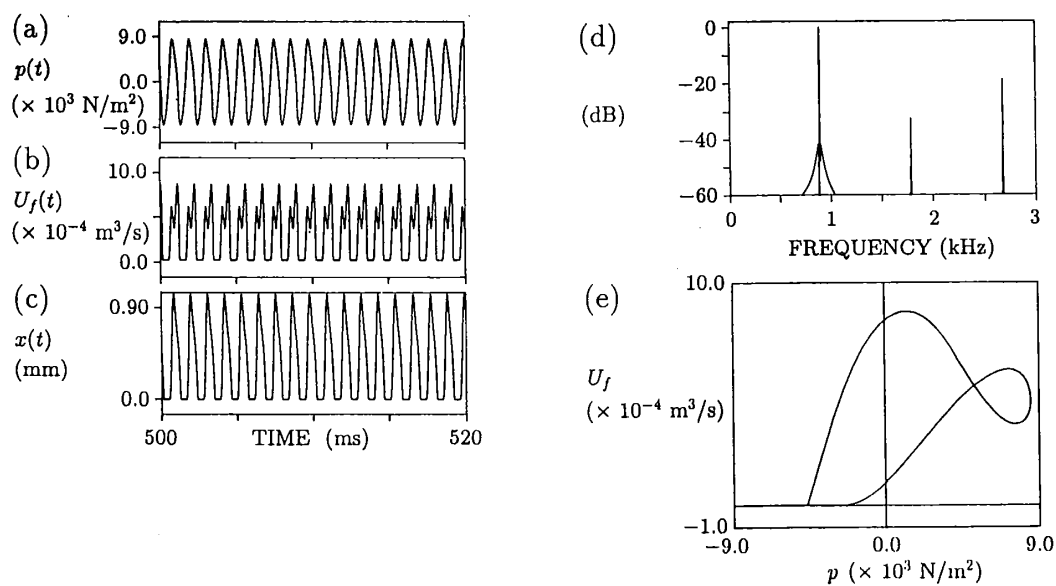 (a)
9.0
p(t)
0.0
(× 10³ N/m²)
−9.0
(b)
10.0
U_f(t)
(× 10⁻⁴ m³/s)
0.0
(c)
0.90
x(t)
(mm)
0.0
500 TIME (ms) 520
(d)
0
−20
(dB)
−40
−60
0 1 2 3
FREQUENCY (kHz)
(e)
10.0
U_f
(× 10⁻⁴ m³/s)
−1.0
−9.0 0.0 9.0
p (× 10³ N/m²)